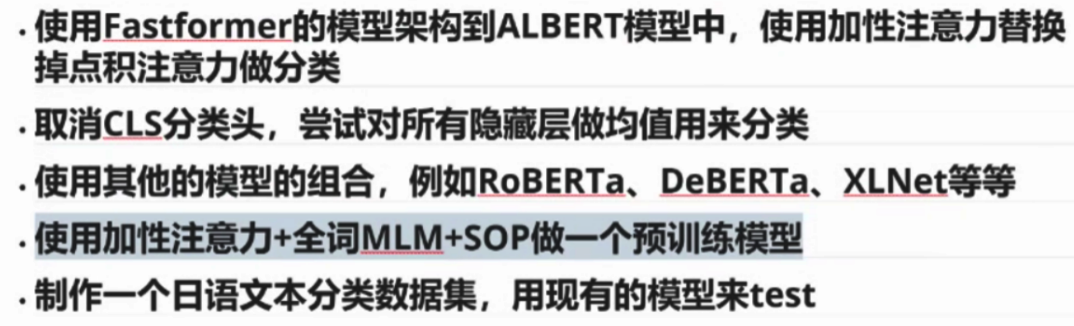 · 使用Fastformer的模型架构到ALBERT模型中，使用加性注意力替换
掉点积注意力做分类
· 取消CLS分类头，尝试对所有隐藏层做均值用来分类
· 使用其他的模型的组合，例如RoBERTa、DeBERTa、XLNet等等
· 使用加性注意力+全词MLM+SOP做一个预训练模型
· 制作一个日语文本分类数据集，用现有的模型来test